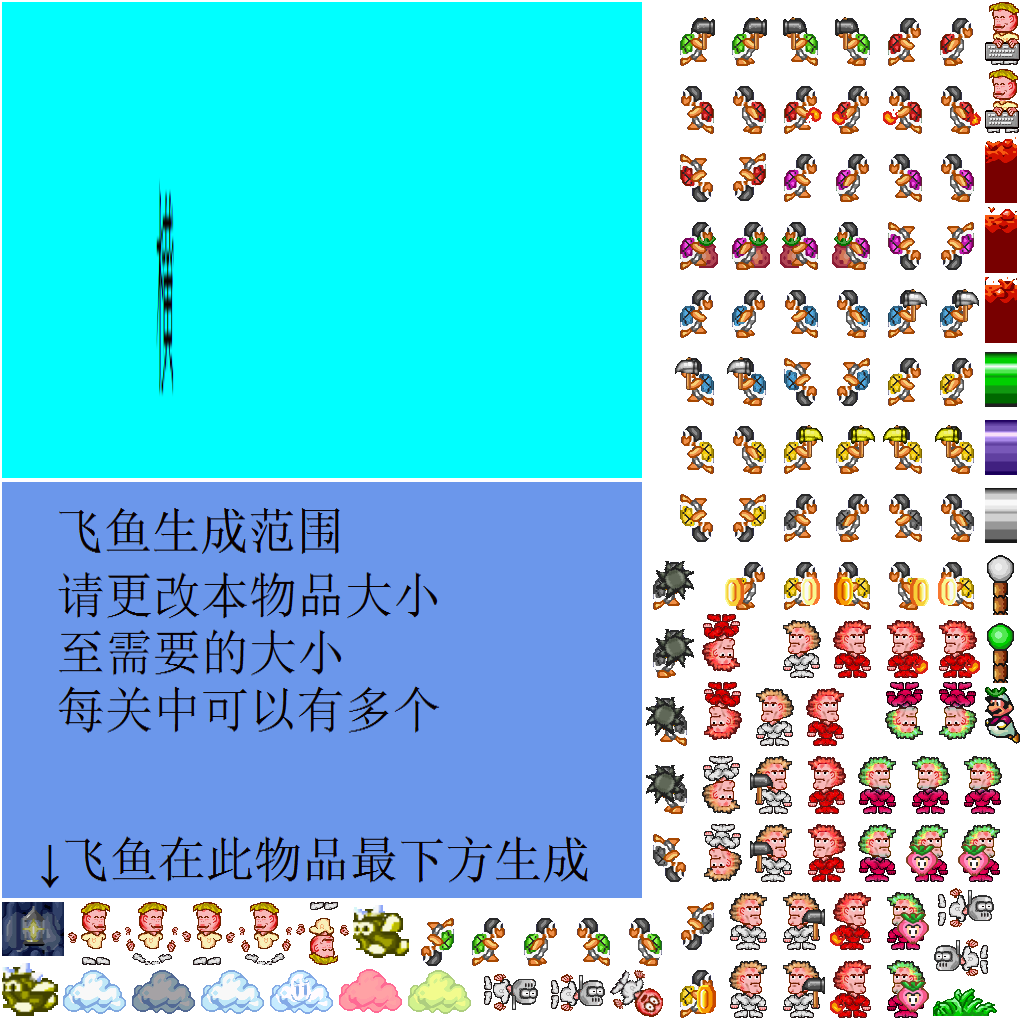 飞鱼生成范围
请更改本物品大小
至需要的大小
每关中可以有多个
↓飞鱼在此物品最下方生成